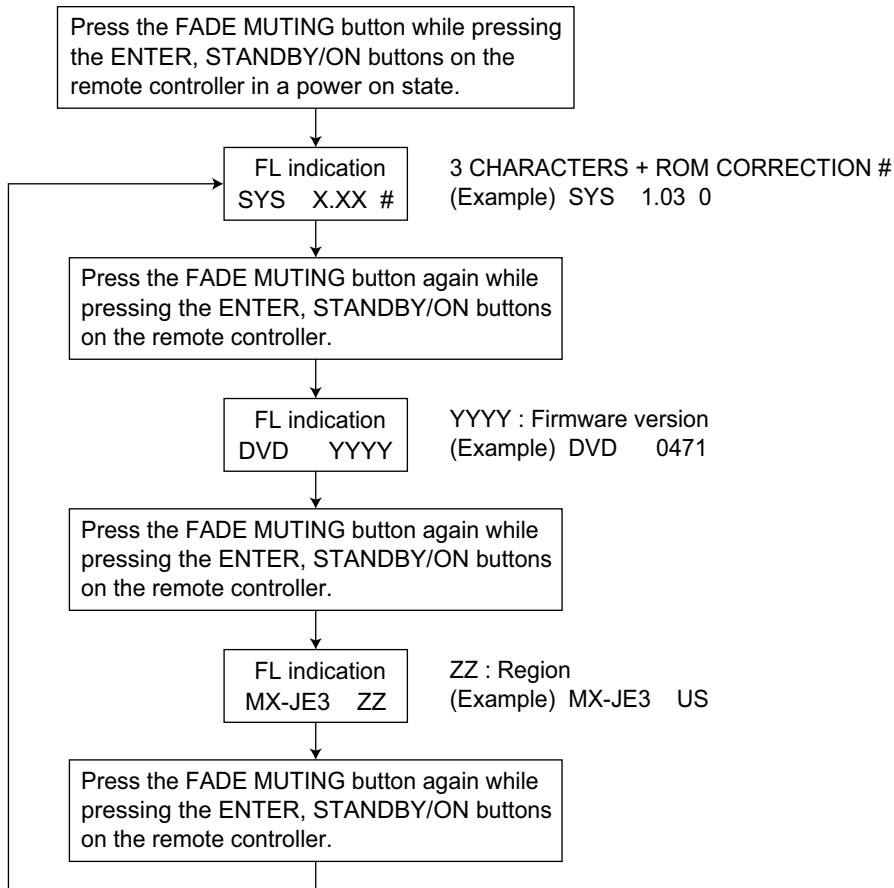 Press the FADE MUTING button while pressing
the ENTER, STANDBY/ON buttons on the
remote controller in a power on state.
FL indication
SYS X.XX #
3 CHARACTERS + ROM CORRECTION #
(Example) SYS 1.03 0
Press the FADE MUTING button again while
pressing the ENTER, STANDBY/ON buttons
on the remote controller.
FL indication
DVD YYYY
YYYY : Firmware version
(Example) DVD 0471
Press the FADE MUTING button again while
pressing the ENTER, STANDBY/ON buttons
on the remote controller.
FL indication
MX-JE3 ZZ
ZZ : Region
(Example) MX-JE3 US
Press the FADE MUTING button again while
pressing the ENTER, STANDBY/ON buttons
on the remote controller.